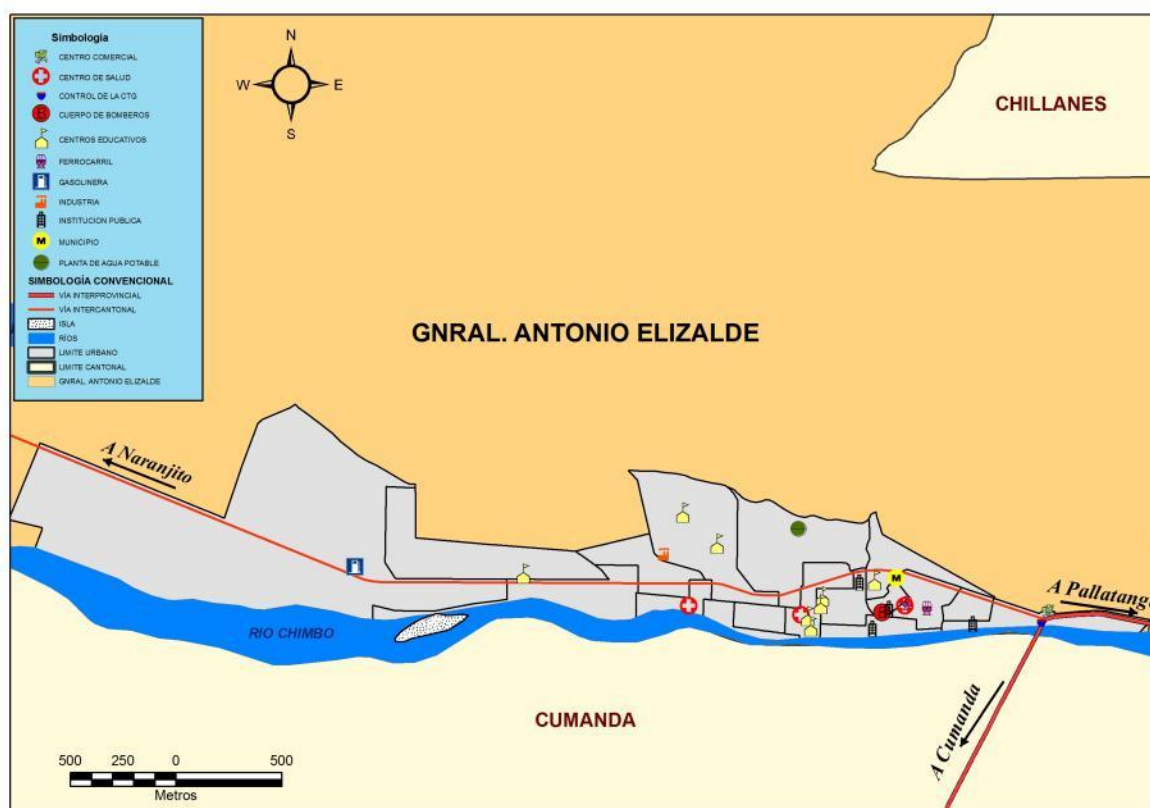 Simbologia
CENTRO COMERCIAL
CENTRO DE SALUD
CONTROL DE LA CTG
CUERPO DE BOMBEROS
B
CENTROS EDUCATIVOS
FERROCARRIL
GASOLINERA
INDUSTRIA
INSTITUCION PUBLICA
M
MUNICIPIO
PLANTA DE AGUA POTABLE
SIMBOLOGÍA CONVENCIONAL
VÍA INTERPROVINCIAL
VÍA INTERCANTONAL
ISLA
RÍOS
LIMITE URBANO
LIMITE CANTONAL
GNRAL. ANTONIO ELIZALDE
N
W
E
S
CHILLANES
GNRAL. ANTONIO ELIZALDE
A Naranjito
M
B
A Pallatanga
RÍO CHIMBO
CUMANDA
A Cumanda
500 250 0 500
Metros